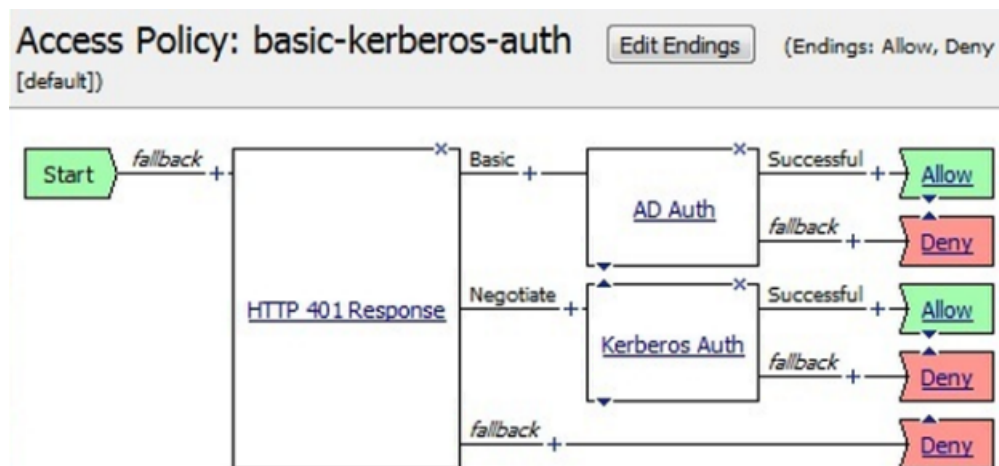 Access Policy: basic-kerberos-auth Edit Endings (Endings: Allow, Deny
[default])
Start fallback + Basic + AD Auth Successful + Allow
fallback + Deny
HTTP 401 Response Negotiate + Kerberos Auth Successful + Allow
fallback + Deny
fallback + Deny